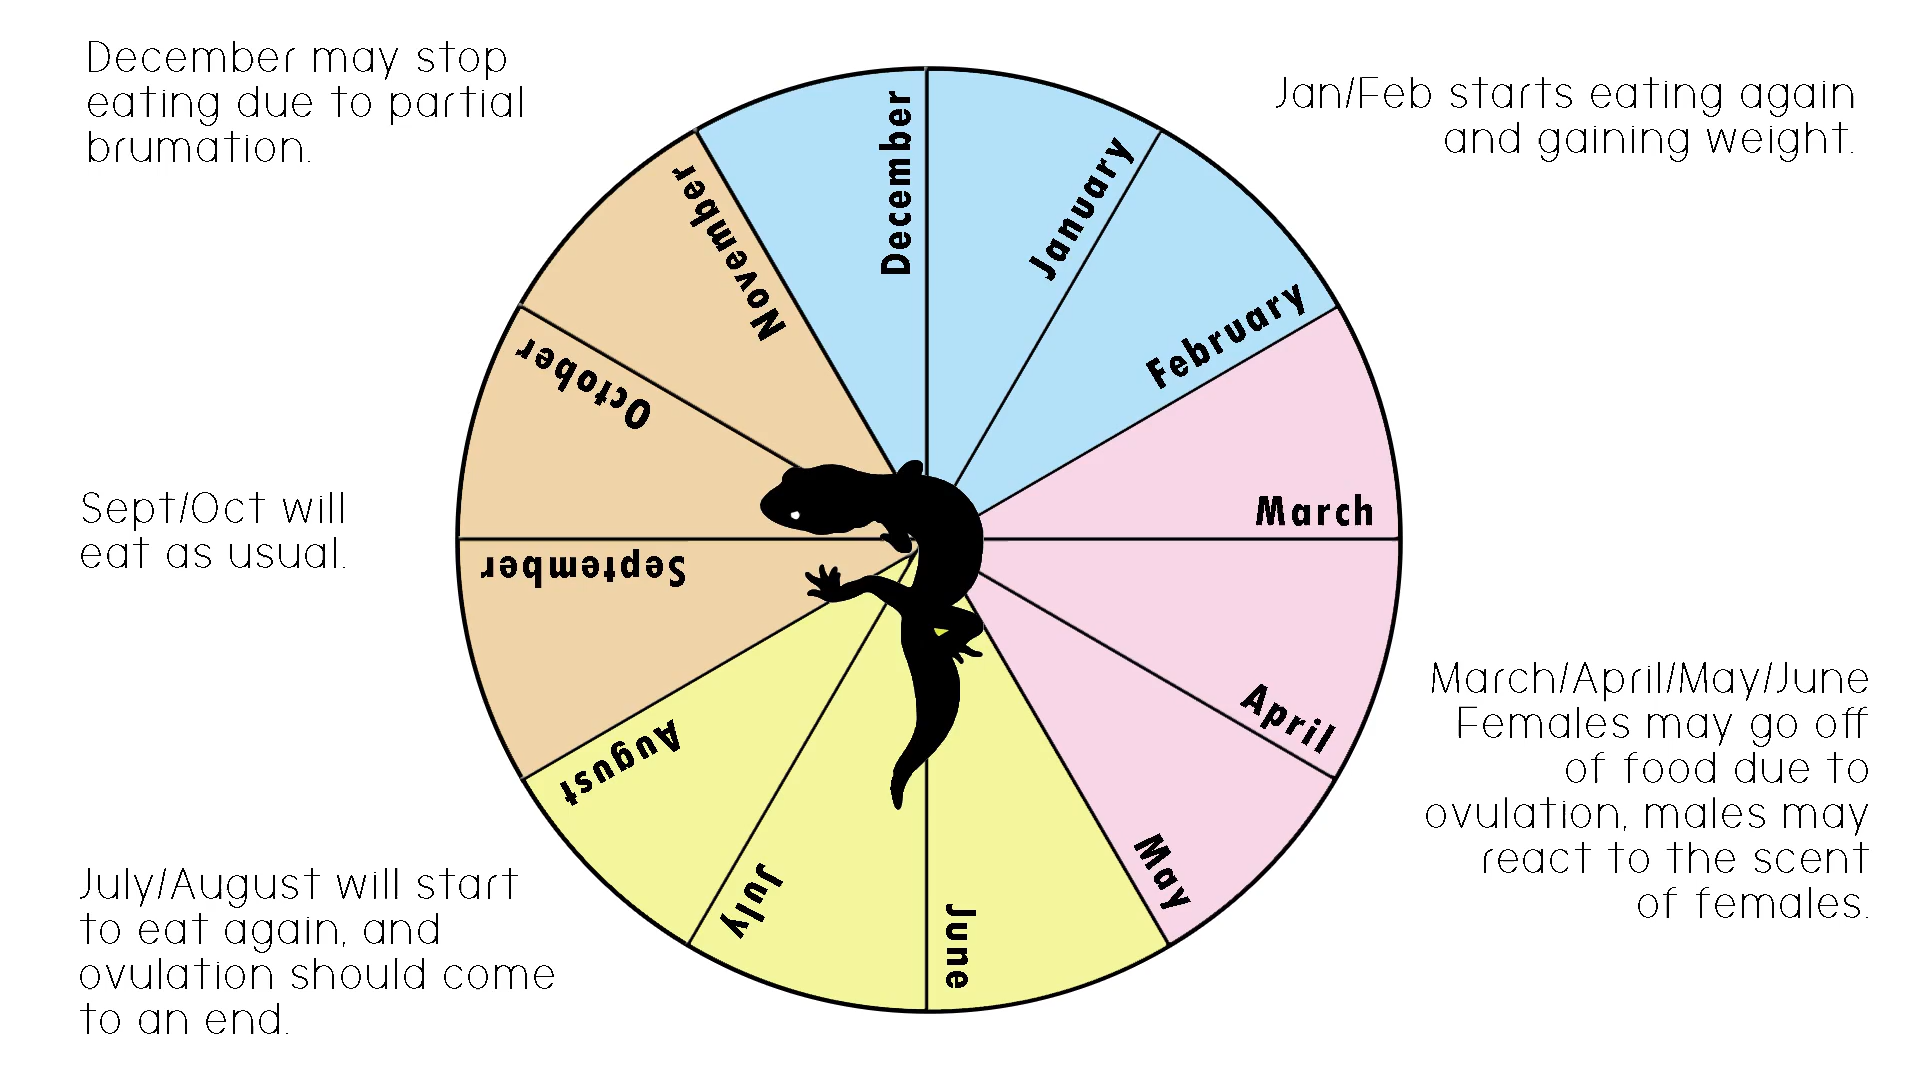 December may stop
eating due to partial
brumation.
Jan/Feb starts eating again
and gaining weight.
December
January
February
March
April
May
June
July
August
September
October
November
Sept/Oct will
eat as usual.
March/April/May/June
Females may go off
of food due to
ovulation, males may
react to the scent
of females.
July/August will start
to eat again, and
ovulation should come
to an end.